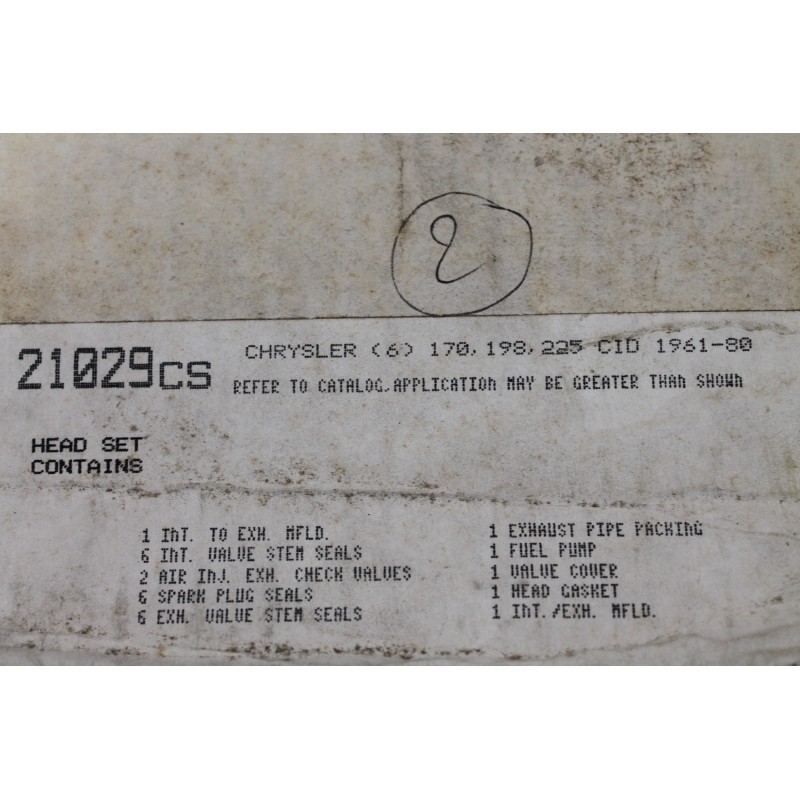 2
21029CS CHRYSLER (6) 170,198,225 CID 1961-80
REFER TO CATALOG,APPLICATION MAY BE GREATER THAN SHOWN
HEAD SET
CONTAINS
1 INT. TO EXH. MFLD.
6 INT. VALVE STEM SEALS
2 AIR INJ. EXH. CHECK VALVES
6 SPARK PLUG SEALS
6 EXH. VALVE STEM SEALS
1 EXHAUST PIPE PACKING
1 FUEL PUMP
1 VALVE COVER
1 HEAD GASKET
1 INT./EXH. MFLD.